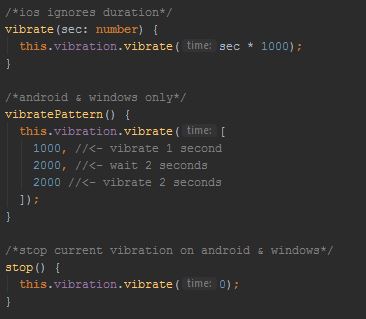 /*ios ignores duration*/
vibrate(sec: number) {
  this.vibration.vibrate( time: sec * 1000);
}

/*android & windows only*/
vibratePattern() {
  this.vibration.vibrate( time: [
    1000, //<- vibrate 1 second
    2000, //<- wait 2 seconds
    2000 //<- vibrate 2 seconds
  ]);
}

/*stop current vibration on android & windows*/
stop() {
  this.vibration.vibrate( time: 0);
}